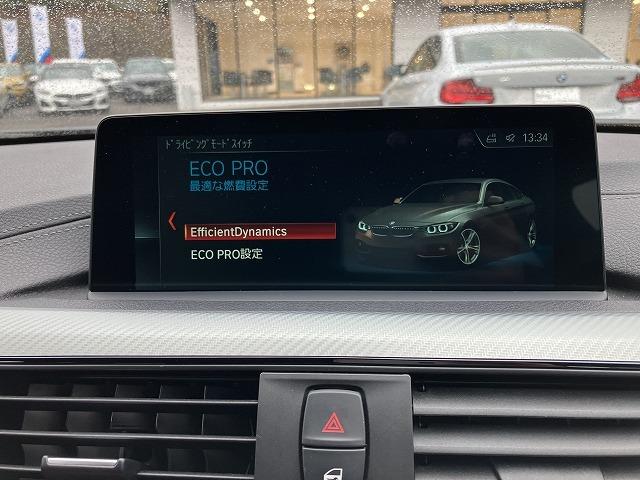 ﾄﾞﾗｲﾋﾞﾝｸﾞﾓｰﾄﾞｽｲｯﾁ
13:34
ECO PRO
最適な燃費設定
EfficientDynamics
ECO PRO設定